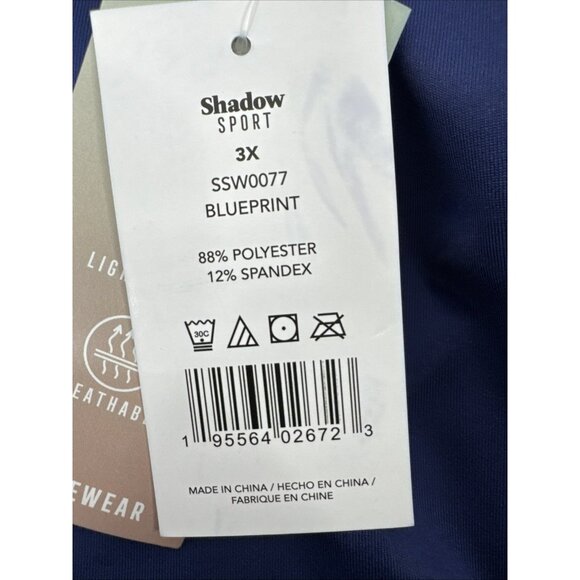 Shadow
SPORT
3X
SSW0077
BLUEPRINT
88% POLYESTER
12% SPANDEX
30C
1 95564 02672 3
MADE IN CHINA / HECHO EN CHINA /
FABRIQUE EN CHINE